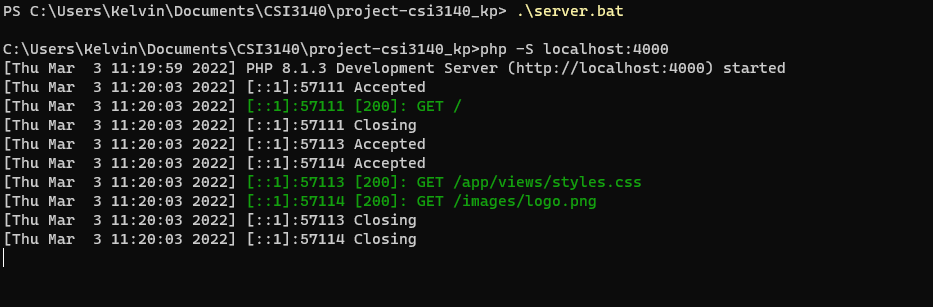 PS C:\Users\Kelvin\Documents\CSI3140\project-csi3140_kp> .\server.bat
C:\Users\Kelvin\Documents\CSI3140\project-csi3140_kp>php -S localhost:4000
[Thu Mar  3 11:19:59 2022] PHP 8.1.3 Development Server (http://localhost:4000) started
[Thu Mar  3 11:20:03 2022] [::1]:57111 Accepted
[Thu Mar  3 11:20:03 2022] [::1]:57111 [200]: GET /
[Thu Mar  3 11:20:03 2022] [::1]:57111 Closing
[Thu Mar  3 11:20:03 2022] [::1]:57113 Accepted
[Thu Mar  3 11:20:03 2022] [::1]:57114 Accepted
[Thu Mar  3 11:20:03 2022] [::1]:57113 [200]: GET /app/views/styles.css
[Thu Mar  3 11:20:03 2022] [::1]:57114 [200]: GET /images/logo.png
[Thu Mar  3 11:20:03 2022] [::1]:57113 Closing
[Thu Mar  3 11:20:03 2022] [::1]:57114 Closing